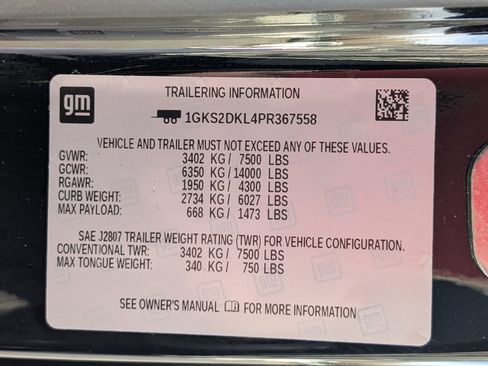 gm
TRAILERING INFORMATION
1GKS2DKL4PR367558
VEHICLE AND TRAILER MUST NOT EXCEED ANY OF THESE VALUES.
GVWR: 3402 KG/ 7500 LBS
GCWR: 6350 KG/ 14000 LBS
RGAWR: 1950 KG/ 4300 LBS
CURB WEIGHT: 2734 KG/ 6027 LBS
MAX PAYLOAD: 668 KG/ 1473 LBS
SAE J2807 TRAILER WEIGHT RATING (TWR) FOR VEHICLE CONFIGURATION.
CONVENTIONAL TWR: 3402 KG/ 7500 LBS
MAX TONGUE WEIGHT: 340 KG/ 750 LBS
SEE OWNER'S MANUAL FOR MORE INFORMATION